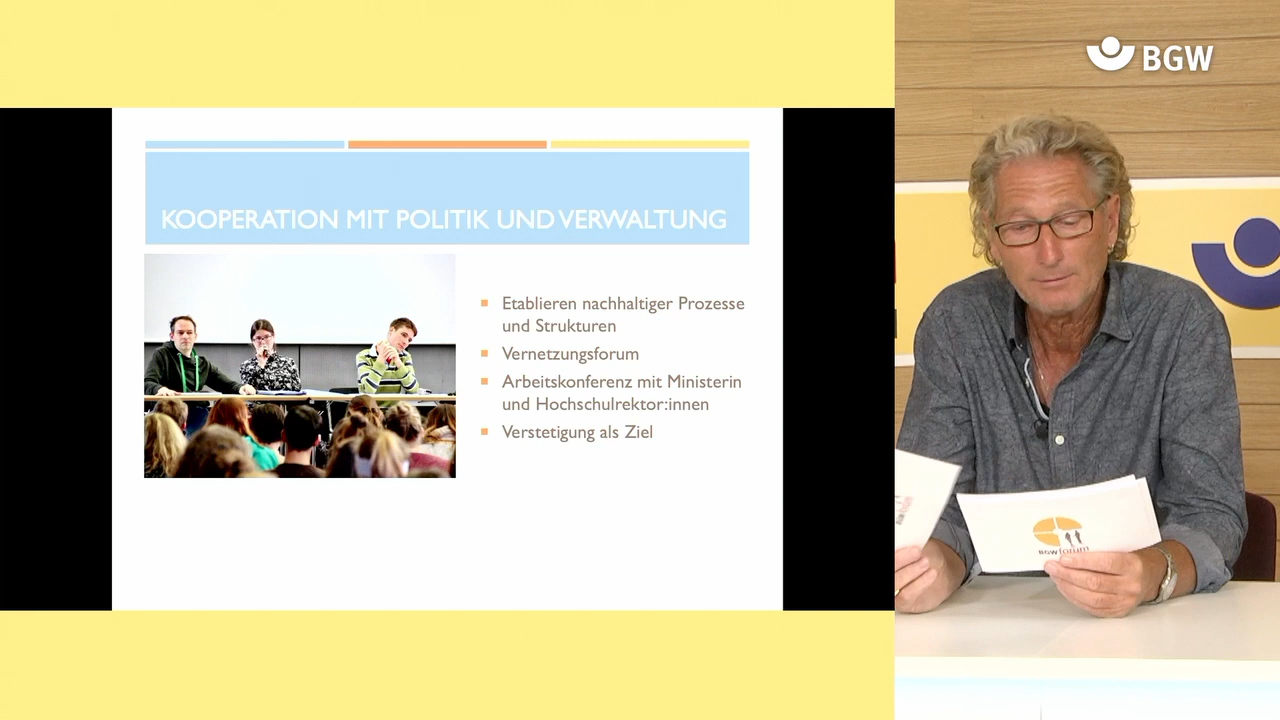 BGW
KOOPERATION MIT POLITIK UND VERWALTUNG
Etablieren nachhaltiger Prozesse
und Strukturen
Vernetzungsforum
Arbeitskonferenz mit Ministerin
und Hochschulrektor:innen
Verstetigung als Ziel
BGW forum